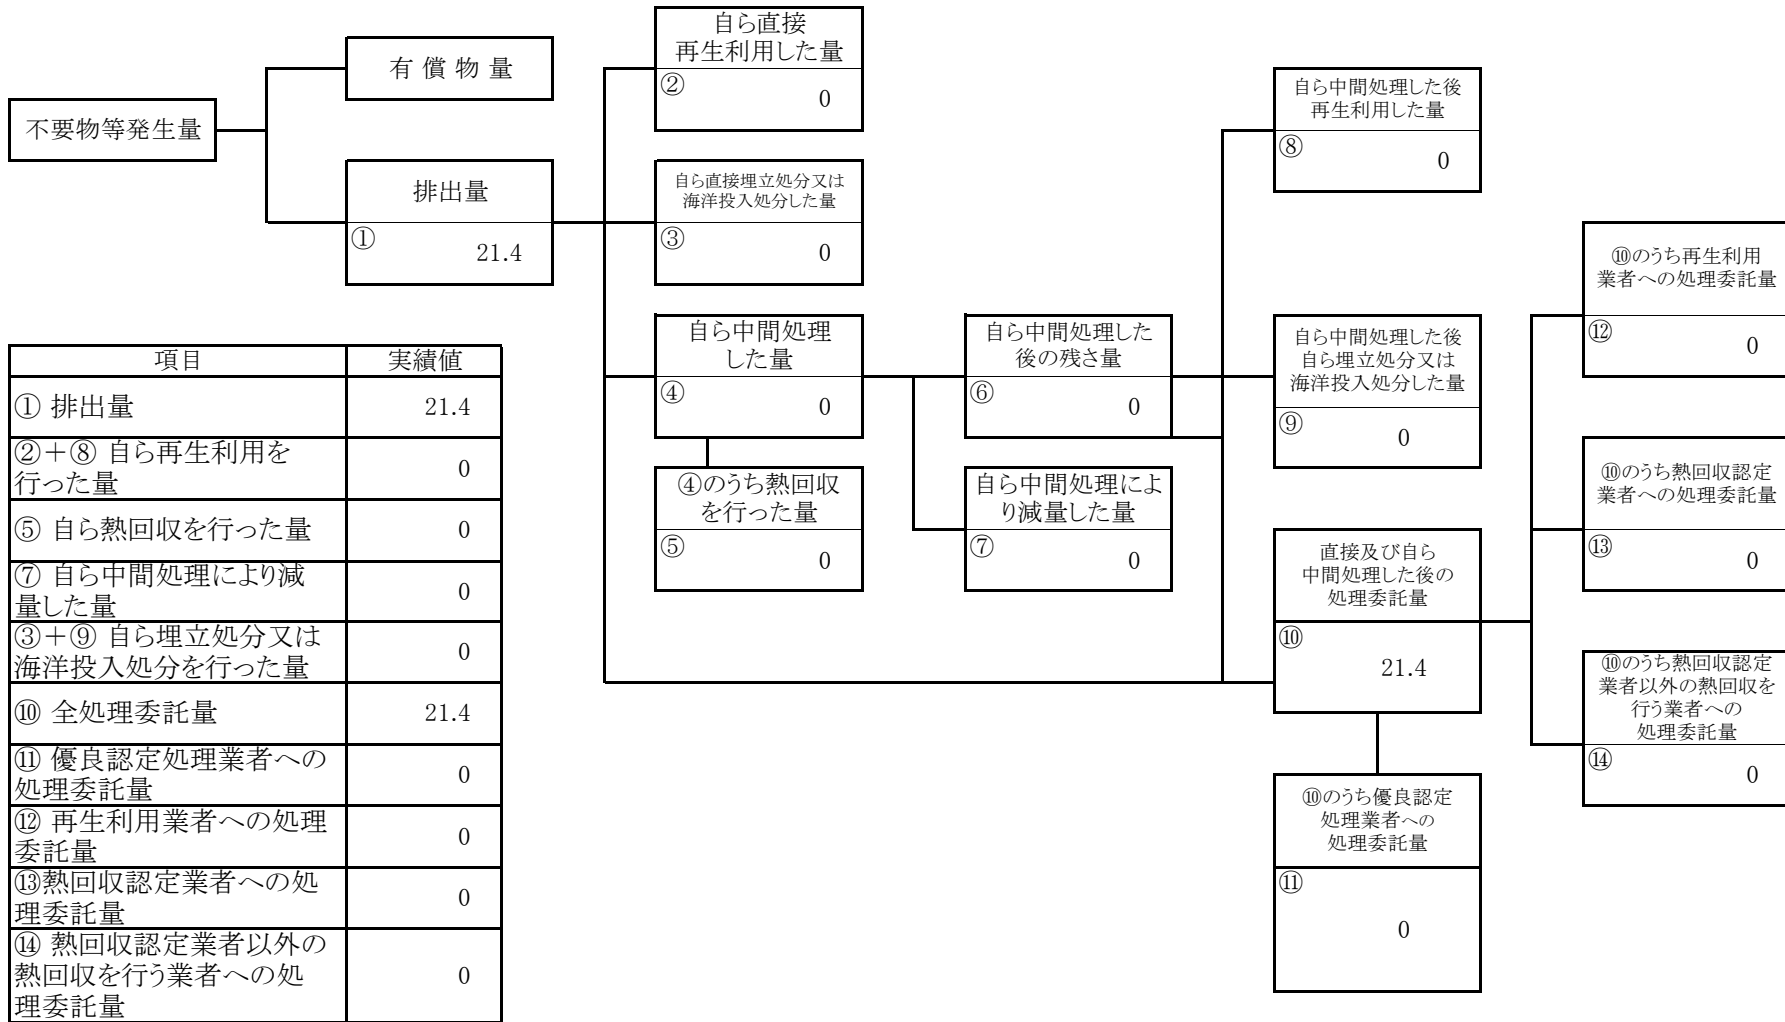 不要物等発生量
有 償 物 量
排出量
①
21.4
自ら直接
再生利用した量
②
0
自ら直接埋立処分又は
海洋投入処分した量
③
0
自ら中間処理
した量
④
0
④のうち熱回収
を行った量
⑤
0
自ら中間処理した
後の残さ量
⑥
0
自ら中間処理によ
り減量した量
⑦
0
自ら中間処理した後
再生利用した量
⑧
0
自ら中間処理した後
自ら埋立処分又は
海洋投入処分した量
⑨
0
直接及び自ら
中間処理した後の
処理委託量
⑩
21.4
⑩のうち優良認定
処理業者への
処理委託量
⑪
0
⑩のうち再生利用
業者への処理委託量
⑫
0
⑩のうち熱回収認定
業者への処理委託量
⑬
0
⑩のうち熱回収認定
業者以外の熱回収を
行う業者への
処理委託量
⑭
0
項目 実績値
① 排出量 21.4
②＋⑧ 自ら再生利用を
行った量 0
⑤ 自ら熱回収を行った量 0
⑦ 自ら中間処理により減
量した量 0
③＋⑨ 自ら埋立処分又は
海洋投入処分を行った量 0
⑩ 全処理委託量 21.4
⑪ 優良認定処理業者への
処理委託量 0
⑫ 再生利用業者への処理
委託量 0
⑬熱回収認定業者への処
理委託量 0
⑭ 熱回収認定業者以外の
熱回収を行う業者への処
理委託量 0